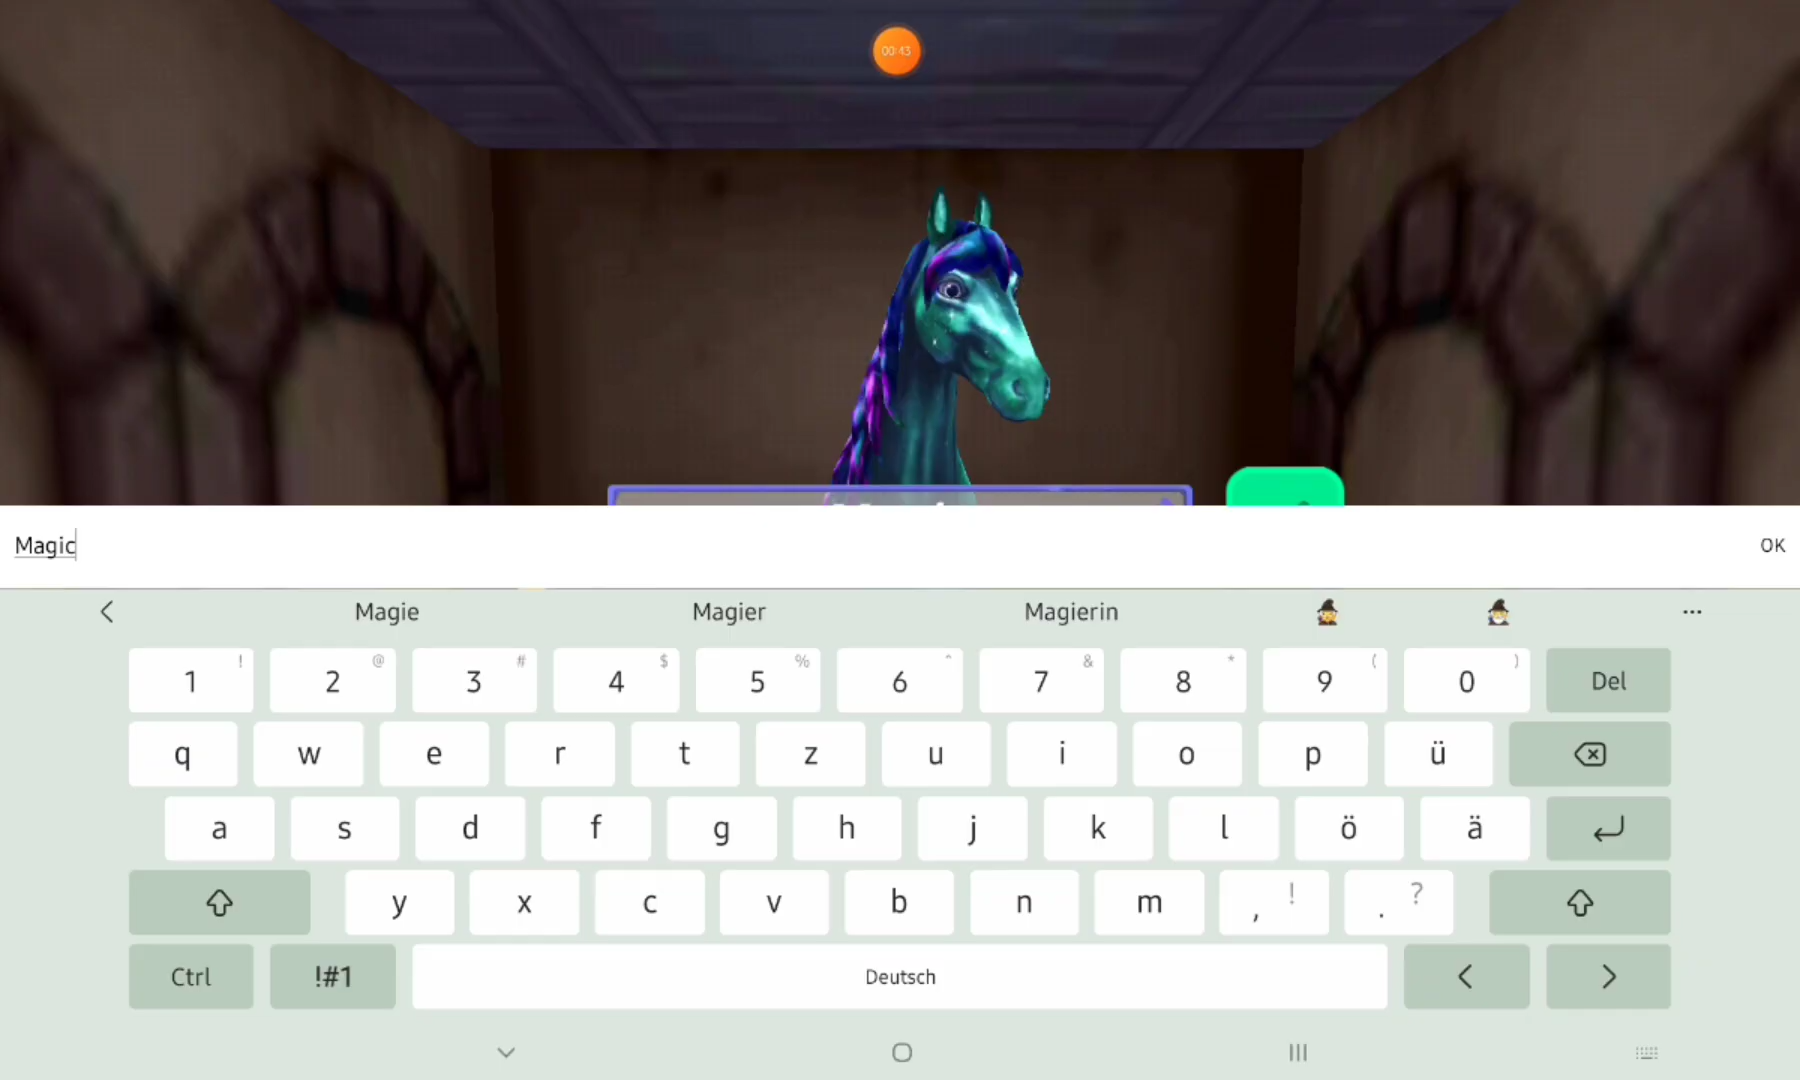 00:43
Magic
OK
Magie Magier Magierin
1 ! 2 @ 3 # 4 $ 5 % 6 ^ 7 & 8 * 9 ( 0 ) Del
q w e r t z u i o p ü
a s d f g h j k l ö ä
y x c v b n m , ! . ?
Ctrl !#1 Deutsch < >